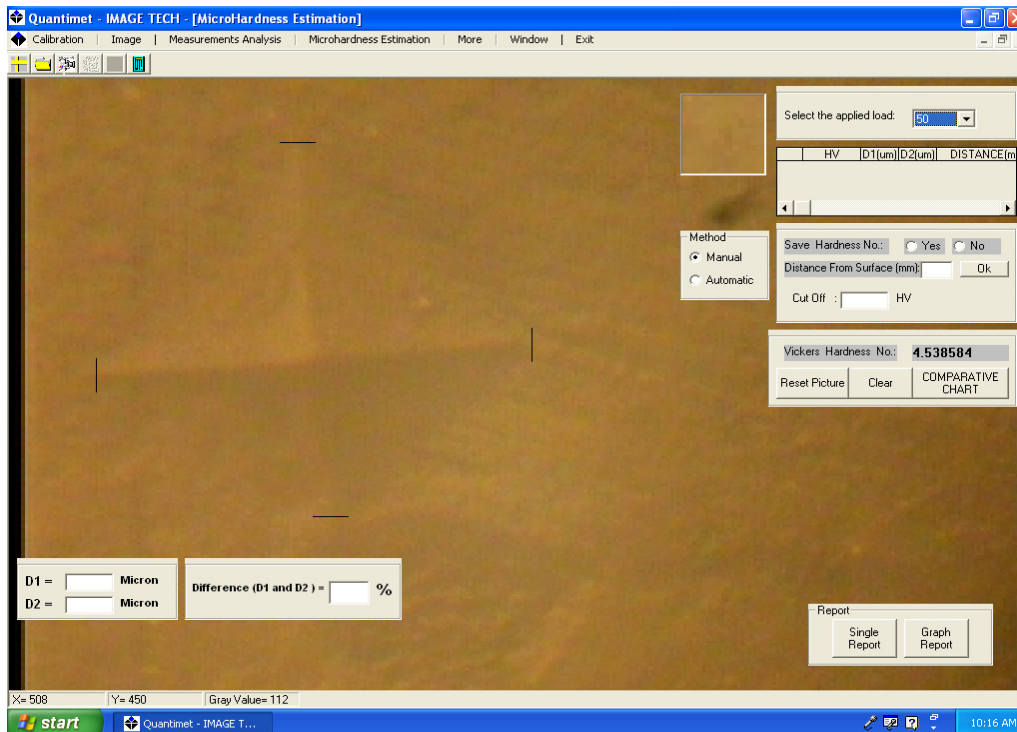 Quantimet - IMAGE TECH - [MicroHardness Estimation]
Calibration | Image | Measurements Analysis | Microhardness Estimation | More | Window | Exit
Select the applied load: 50
HV D1(um) D2(um) DISTANCE(m
Method
Manual
Automatic
Save Hardness No.: Yes No
Distance From Surface (mm): Ok
Cut Off : HV
Vickers Hardness No.: 4.538584
Reset Picture Clear COMPARATIVE CHART
D1 = Micron
D2 = Micron
Difference (D1 and D2 ) = %
Report
Single Report Graph Report
X= 508 Y= 450 Gray Value= 112
start Quantimet - IMAGE T... 10:16 AM